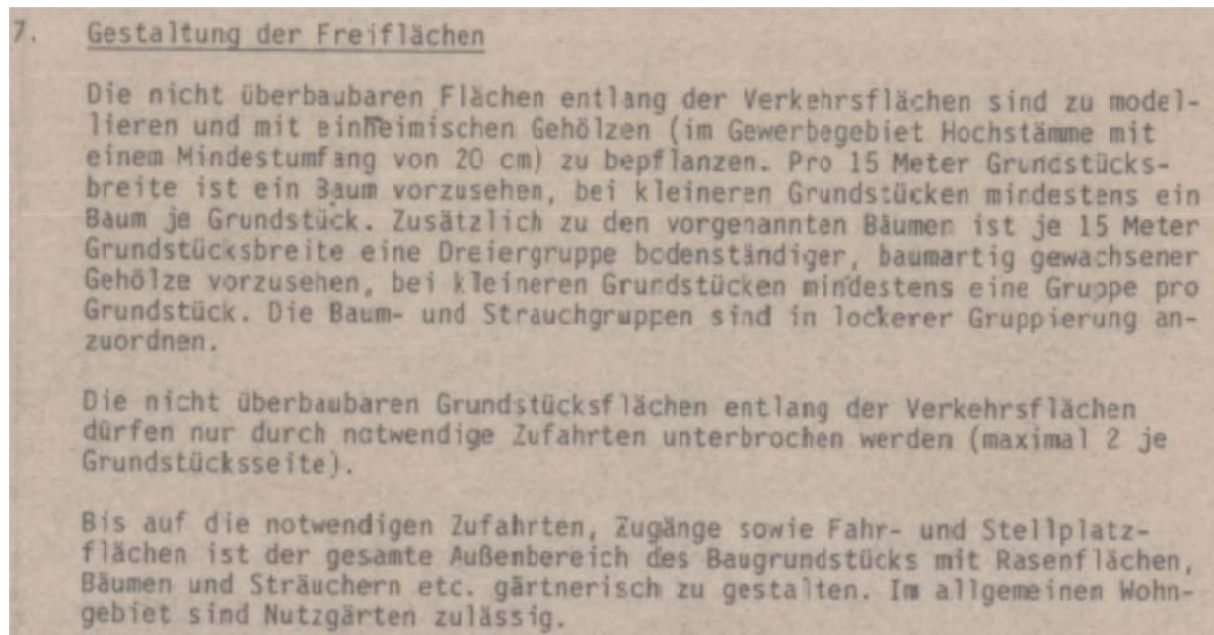 7. Gestaltung der Freiflächen
Die nicht überbaubaren Flächen entlang der Verkehrsflächen sind zu model-
lieren und mit einheimischen Gehölzen (im Gewerbegebiet Hochstämme mit
einem Mindestumfang von 20 cm) zu bepflanzen. Pro 15 Meter Grundstücks-
breite ist ein Baum vorzusehen, bei kleineren Grundstücken mindestens ein
Baum je Grundstück. Zusätzlich zu den vorgenannten Bäumen ist je 15 Meter
Grundstücksbreite eine Dreiergruppe bodenständiger, baumartig gewachsener
Gehölze vorzusehen, bei kleineren Grundstücken mindestens eine Gruppe pro
Grundstück. Die Baum- und Strauchgruppen sind in lockerer Gruppierung an-
zuordnen.
Die nicht überbaubaren Grundstücksflächen entlang der Verkehrsflächen
dürfen nur durch notwendige Zufahrten unterbrochen werden (maximal 2 je
Grundstücksseite).
Bis auf die notwendigen Zufahrten, Zugänge sowie Fahr- und Stellplatz-
flächen ist der gesamte Außenbereich des Baugrundstücks mit Rasenflächen,
Bäumen und Sträuchern etc. gärtnerisch zu gestalten. Im allgemeinen Wohn-
gebiet sind Nutzgärten zulässig.